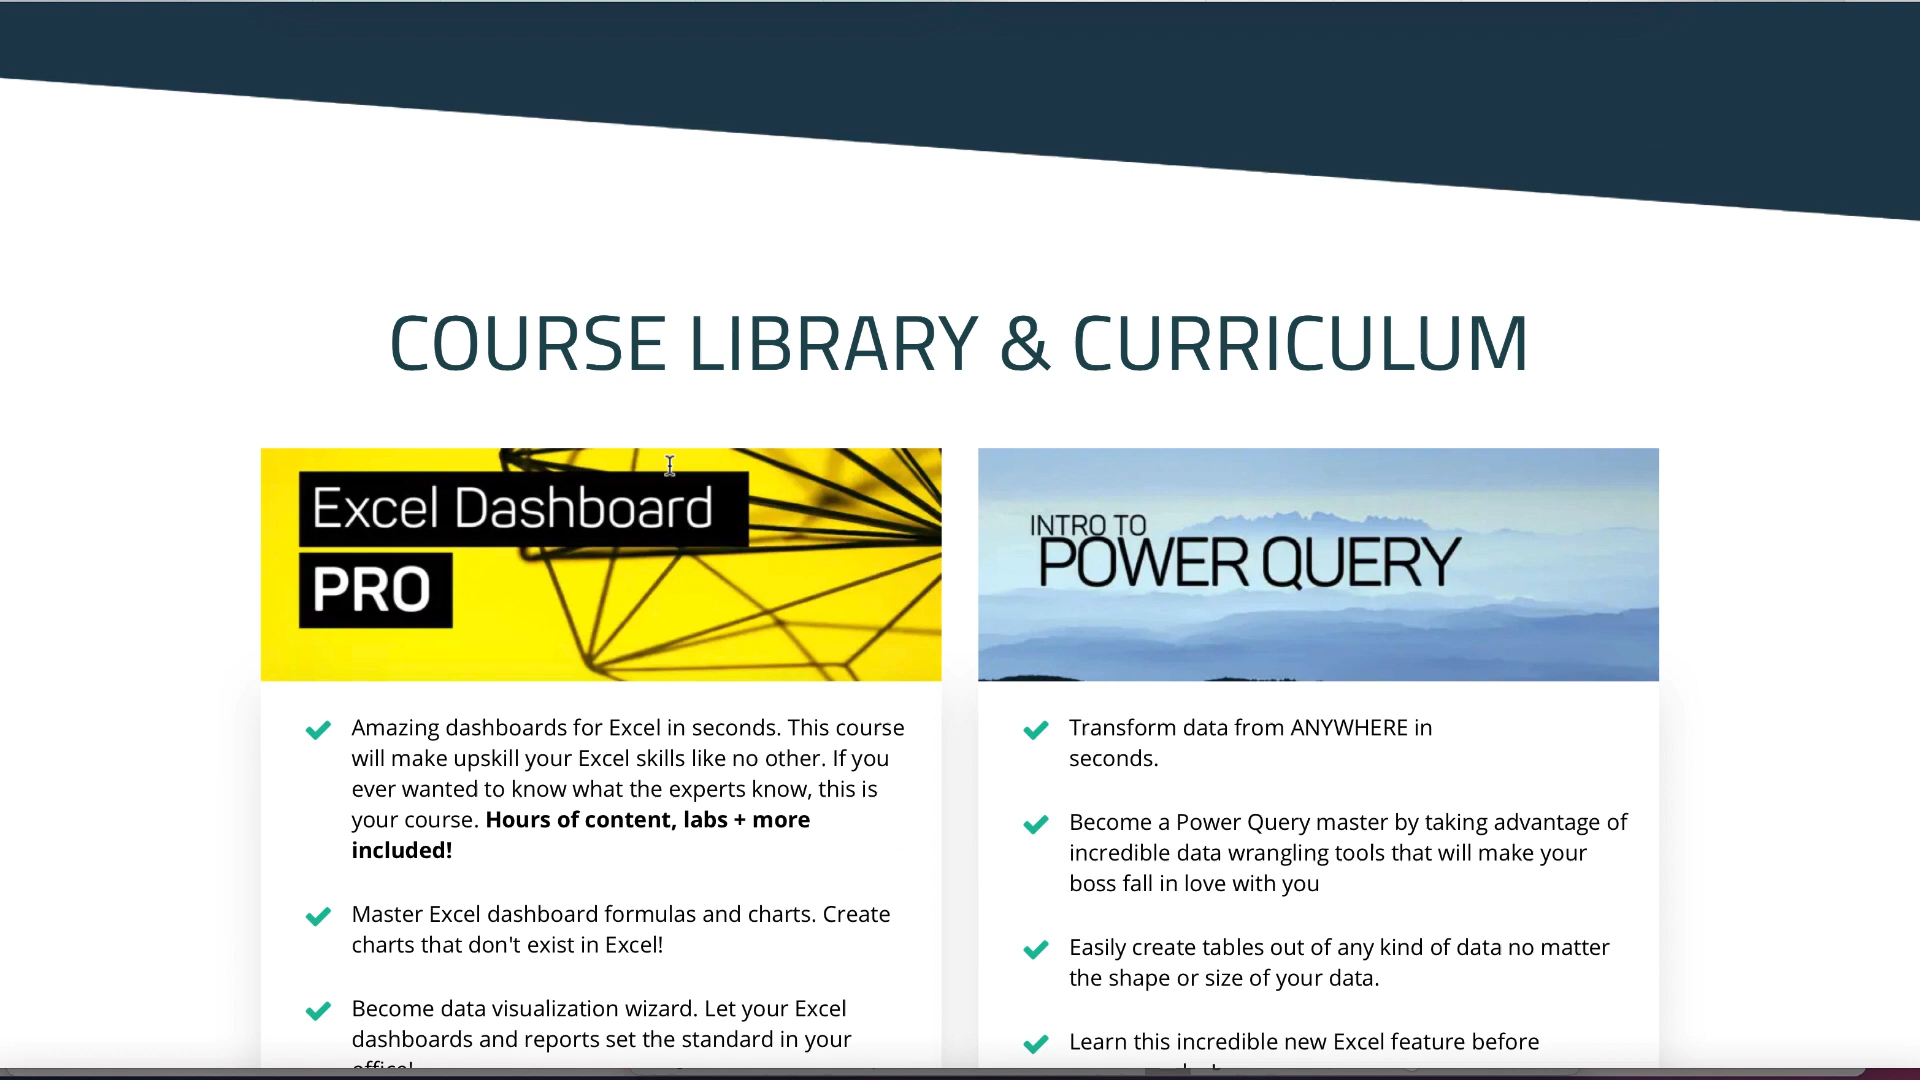 COURSE LIBRARY & CURRICULUM
Excel Dashboard
PRO
Amazing dashboards for Excel in seconds. This course
will make upskill your Excel skills like no other. If you
ever wanted to know what the experts know, this is
your course. Hours of content, labs + more
included!
Master Excel dashboard formulas and charts. Create
charts that don't exist in Excel!
Become data visualization wizard. Let your Excel
dashboards and reports set the standard in your
office!
INTRO TO
POWER QUERY
Transform data from ANYWHERE in
seconds.
Become a Power Query master by taking advantage of
incredible data wrangling tools that will make your
boss fall in love with you
Easily create tables out of any kind of data no matter
the shape or size of your data.
Learn this incredible new Excel feature before